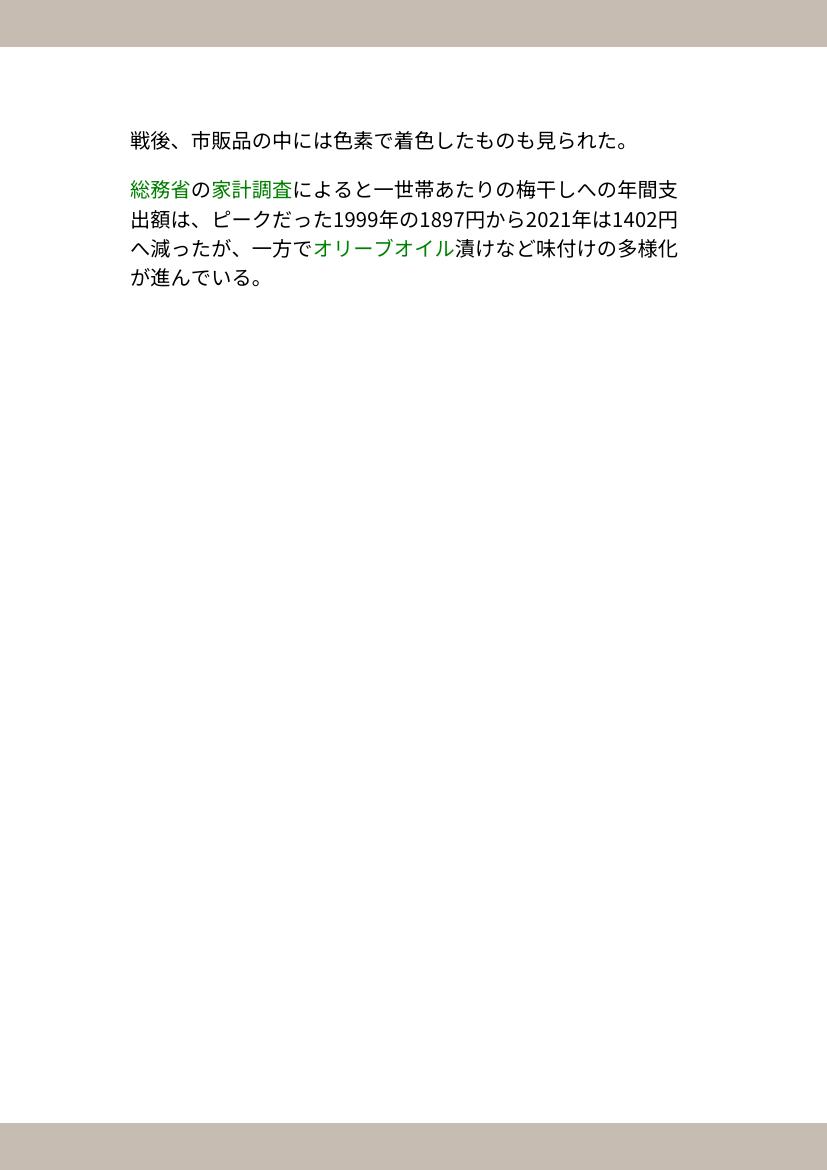 戦後、市販品の中には色素で着色したものも見られた。
総務省の家計調査によると一世帯あたりの梅干しへの年間支
出額は、ピークだった1999年の1897円から2021年は1402円
へ減ったが、一方でオリーブオイル漬けなど味付けの多様化
が進んでいる。